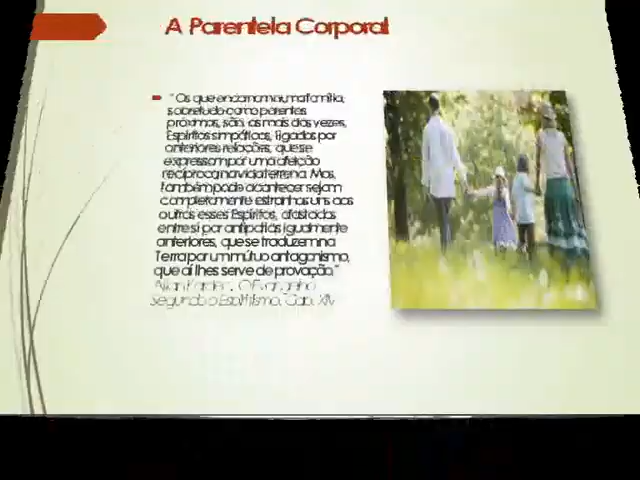 A Parentela Corporal
"Os que encarnam numa família,
sobretudo como parentes
próximos, são, as mais das vezes,
Espíritos simpáticos, ligados por
anteriores relações, que se
expressam por uma afeição
recíproca na vida terrena. Mas,
também pode acontecer sejam
completamente estranhos uns aos
outros esses Espíritos, afastados
entre si por antipatias igualmente
anteriores, que se traduzem na
Terra por um mútuo antagonismo,
que aí lhes serve de provação."
Allan Kardec, O Evangelho
Segundo o Espiritismo, Cap. XIV